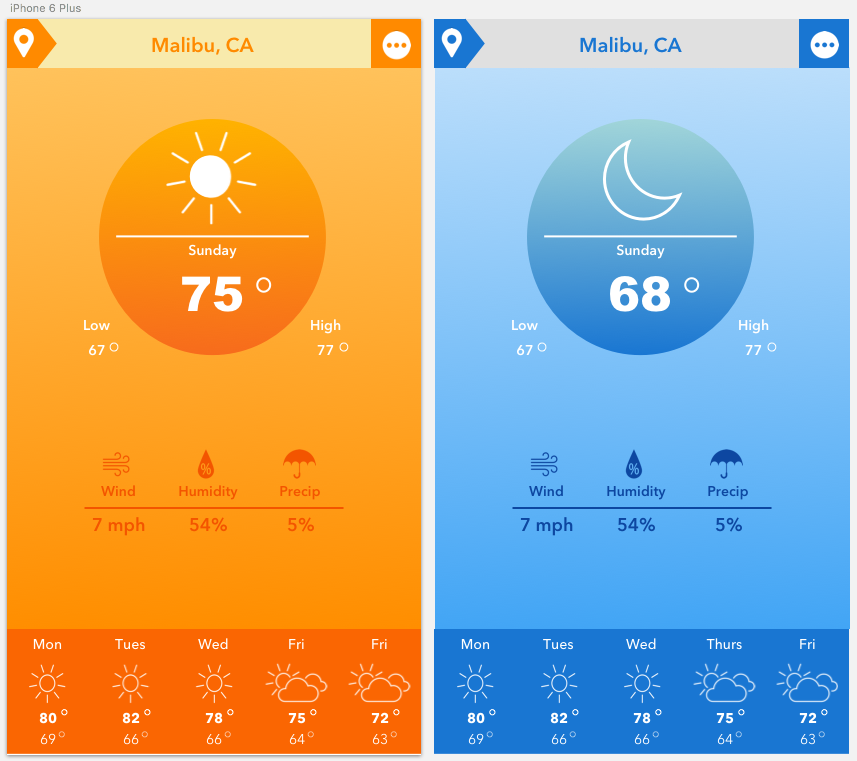 iPhone 6 Plus
Malibu, CA
Sunday
75°
Low
High
67°
77°
Wind Humidity Precip
%
7 mph 54% 5%
Mon Tues Wed Fri Fri
80° 82° 78° 75° 72°
69° 66° 66° 64° 63°
Malibu, CA
Sunday
68°
Low
High
67°
77°
%
Wind Humidity Precip
7 mph 54% 5%
Mon Tues Wed Thurs Fri
80° 82° 78° 75° 72°
69° 66° 66° 64° 63°